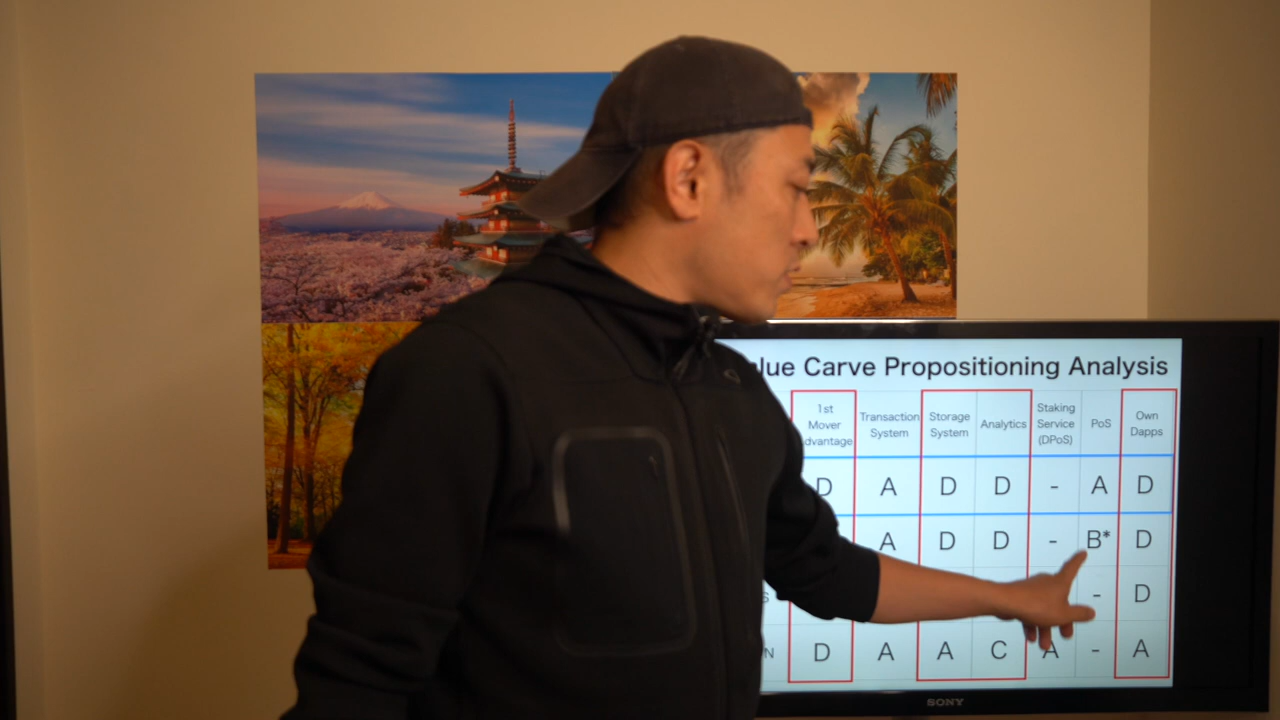 lue Carve Propositioning Analysis
1st Mover dvantage Transaction System Storage System Analytics Staking Service (DPoS) PoS Own Dapps
D A D D - A D
A D D - B* D
S - D
N D A A C A - A
SONY